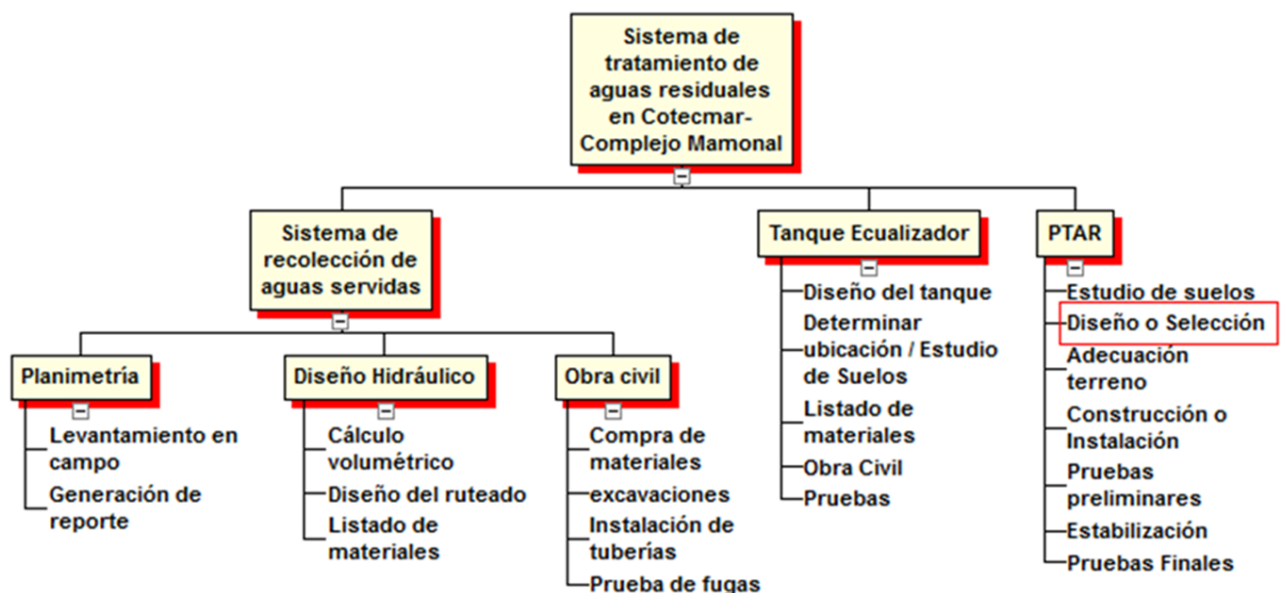 Sistema de
tratamiento de
aguas residuales
en Cotecmar-
Complejo Mamonal
Sistema de
recolección de
aguas servidas
Planimetría
Levantamiento en
campo
Generación de
reporte
Diseño Hidráulico
Cálculo
volumétrico
Diseño del ruteado
Listado de
materiales
Obra civil
Compra de
materiales
excavaciones
Instalación de
tuberías
Prueba de fugas
Tanque Ecualizador
Diseño del tanque
Determinar
ubicación / Estudio
de Suelos
Listado de
materiales
Obra Civil
Pruebas
PTAR
Estudio de suelos
Diseño o Selección
Adecuación
terreno
Construcción o
Instalación
Pruebas
preliminares
Estabilización
Pruebas Finales